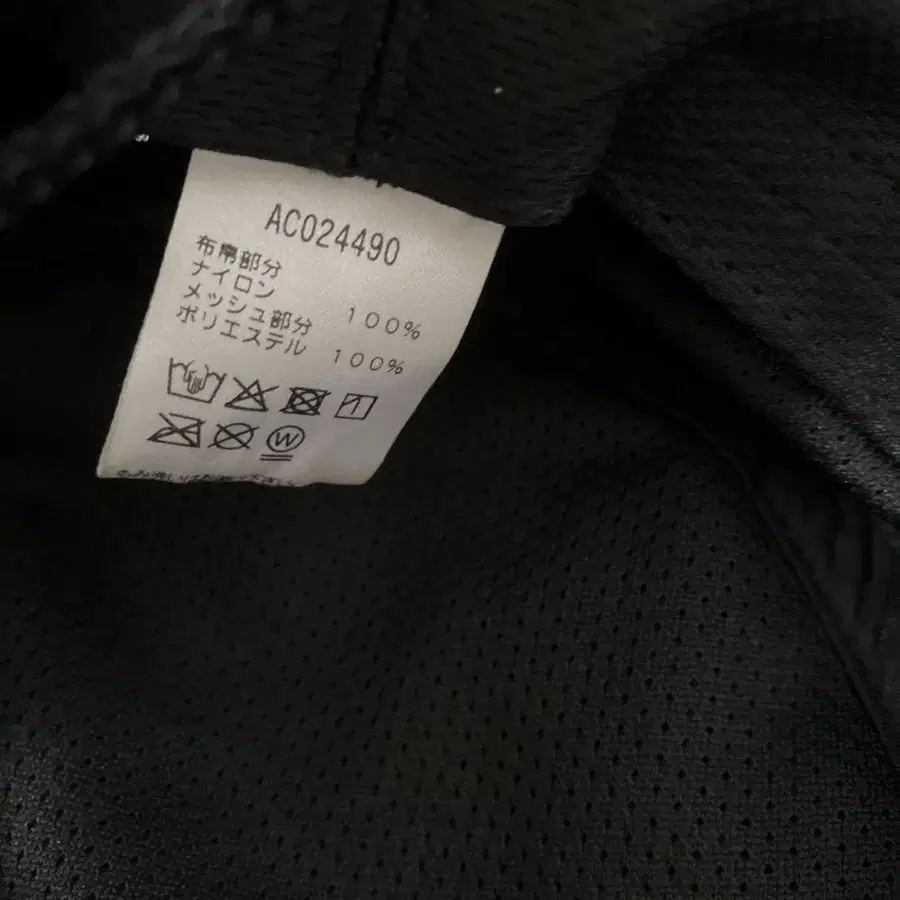 AC024490
布帛部分
ナイロン 100%
メッシュ部分
ポリエステル 100%